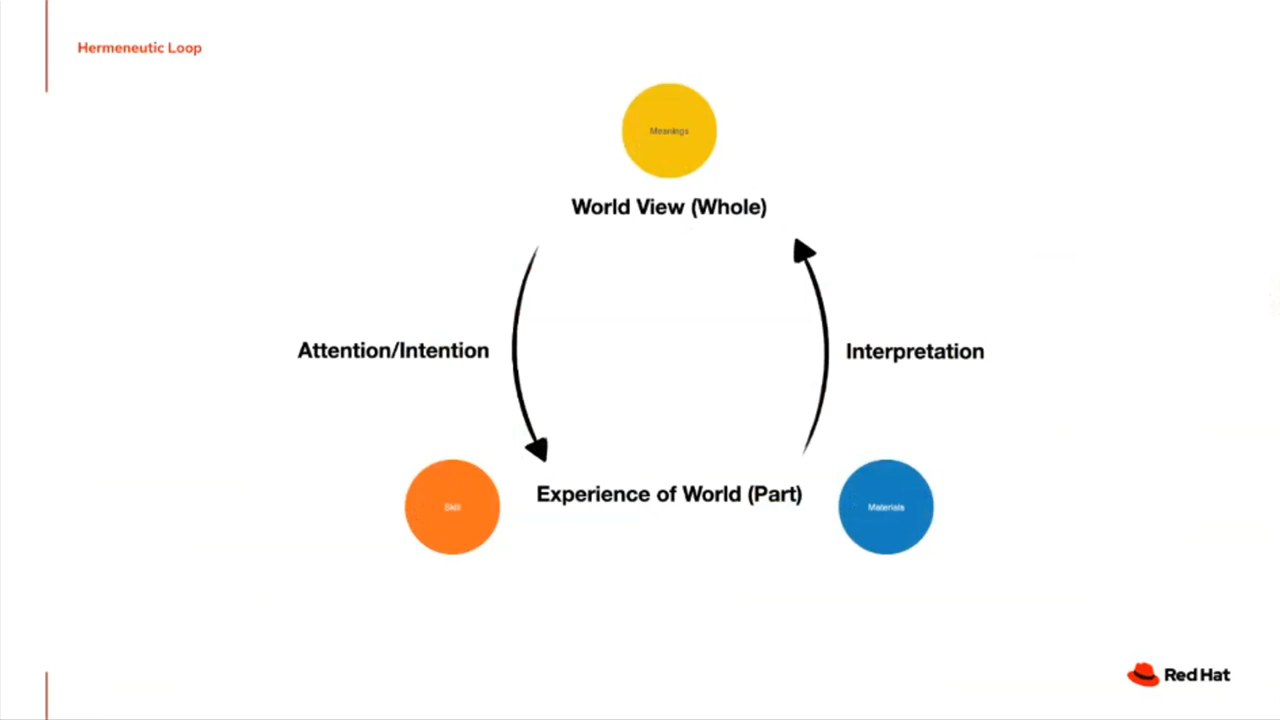 Hermeneutic Loop
Meanings
World View (Whole)
Attention/Intention
Interpretation
Skill
Experience of World (Part)
Materials
Red Hat